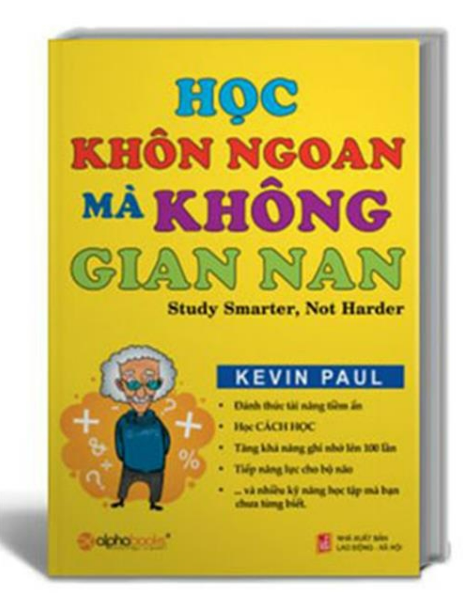 HỌC
KHÔN NGOAN
MÀ KHÔNG
GIAN NAN
Study Smarter, Not Harder
KEVIN PAUL
• Đánh thức tài năng tiềm ẩn
• Học CÁCH HỌC
• Tăng khả năng ghi nhớ lên 100 lần
• Tiếp năng lực cho bộ não
• ... và nhiều kỹ năng học tập mà bạn
chưa từng biết.
alphabooks®
NHÀ XUẤT BẢN
LAO ĐỘNG - XÃ HỘI